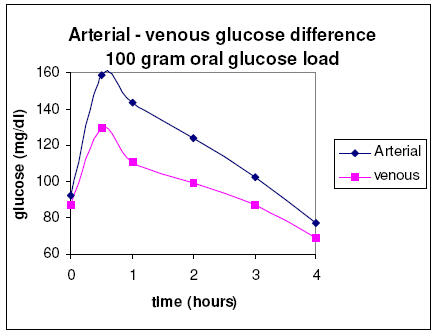 Arterial - venous glucose difference
100 gram oral glucose load
160
140
120
100
80
60
glucose (mg/dl)
0 1 2 3 4
time (hours)
Arterial
venous